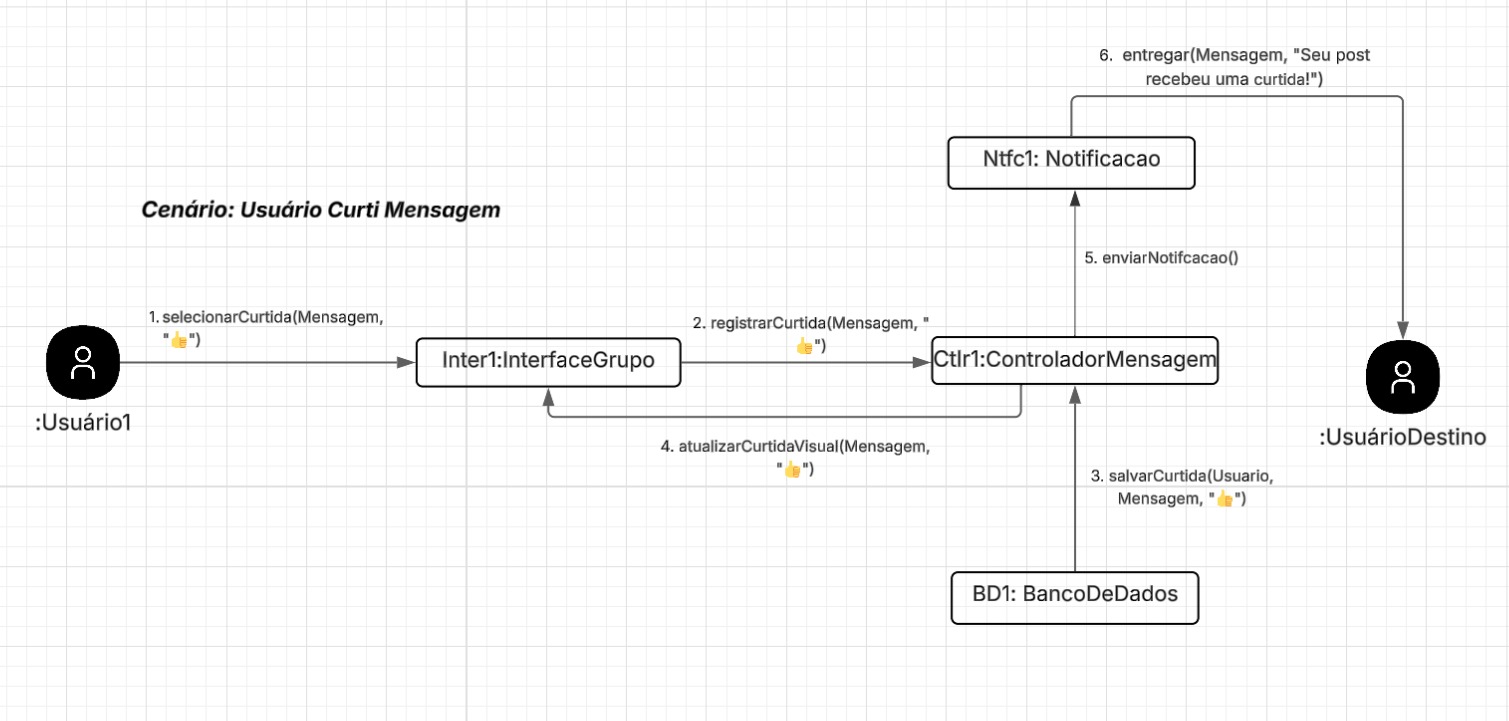 6. entregar(Mensagem, "Seu post
recebeu uma curtida!")
Ntfc1: Notificacao
Cenário: Usuário Curti Mensagem
5. enviarNotifcacao()
1. selecionarCurtida(Mensagem,
"👍")
2. registrarCurtida(Mensagem, "
👍")
Inter1:InterfaceGrupo
Ctlr1:ControladorMensagem
:Usuário1
:UsuárioDestino
4. atualizarCurtidaVisual(Mensagem,
"👍")
3. salvarCurtida(Usuario,
Mensagem, "👍")
BD1: BancoDeDados